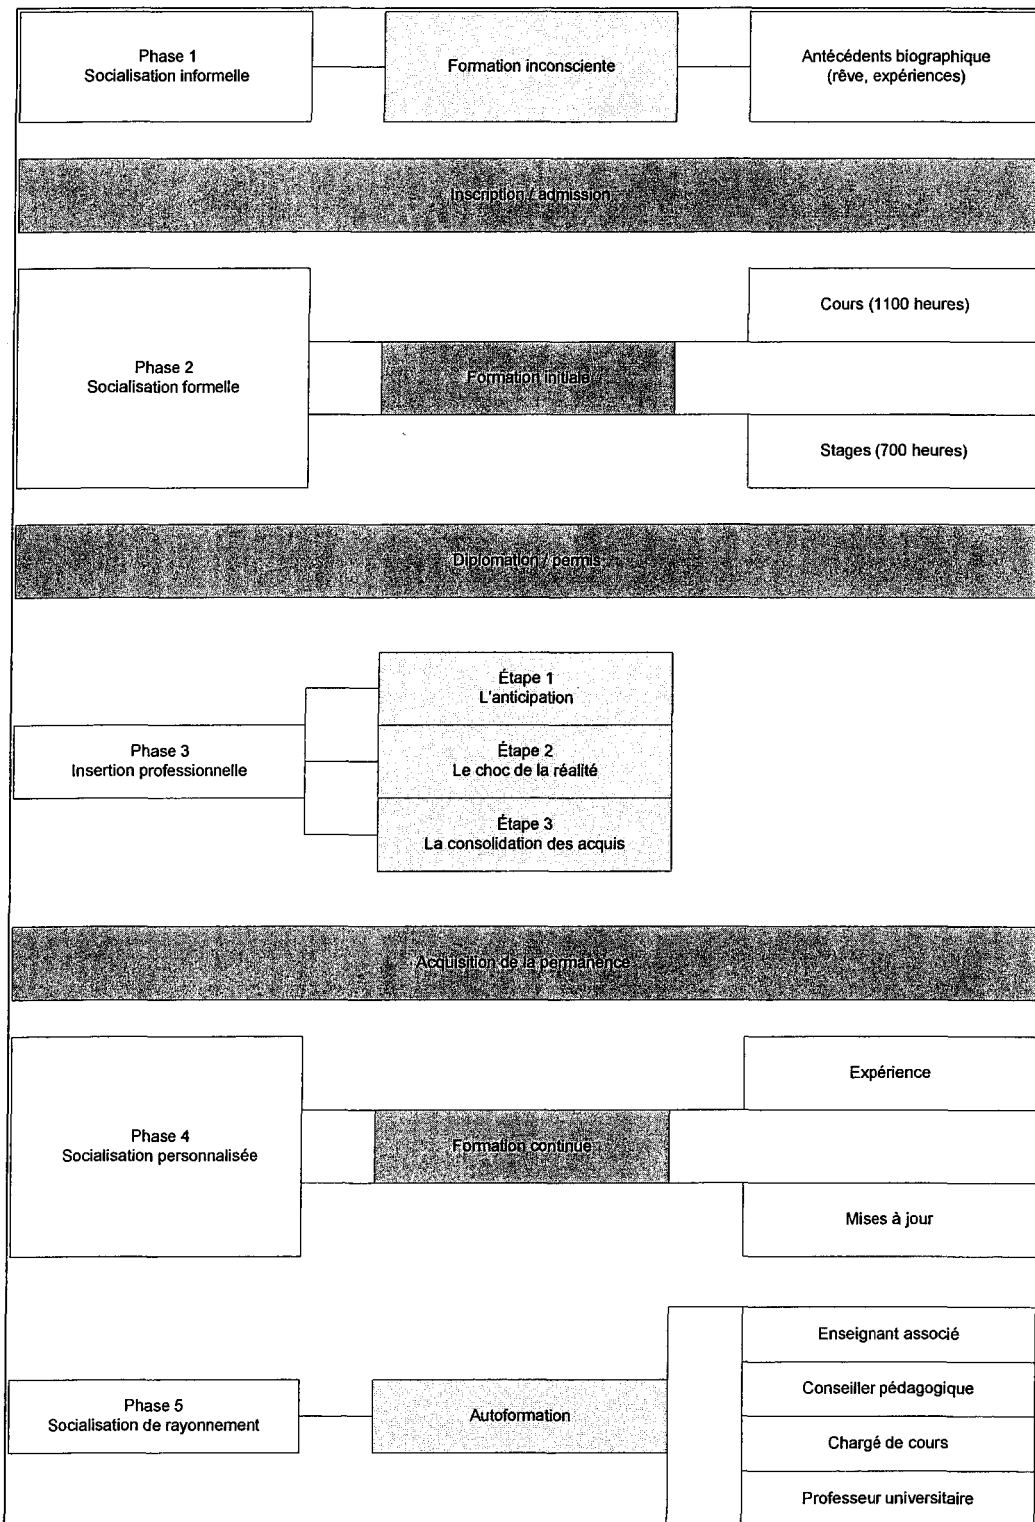 Phase 1
Socialisation informelle
Formation inconsciente
Antécédents biographique
(rêve, expériences)
Inscription / admission
Phase 2
Socialisation formelle
Formation initiale
Cours (1100 heures)
Stages (700 heures)
Diplomation / permis
Phase 3
Insertion professionnelle
Étape 1
L'anticipation
Étape 2
Le choc de la réalité
Étape 3
La consolidation des acquis
Acquisition de la permanence
Phase 4
Socialisation personnalisée
Formation continue
Expérience
Mises à jour
Phase 5
Socialisation de rayonnement
Autoformation
Enseignant associé
Conseiller pédagogique
Chargé de cours
Professeur universitaire